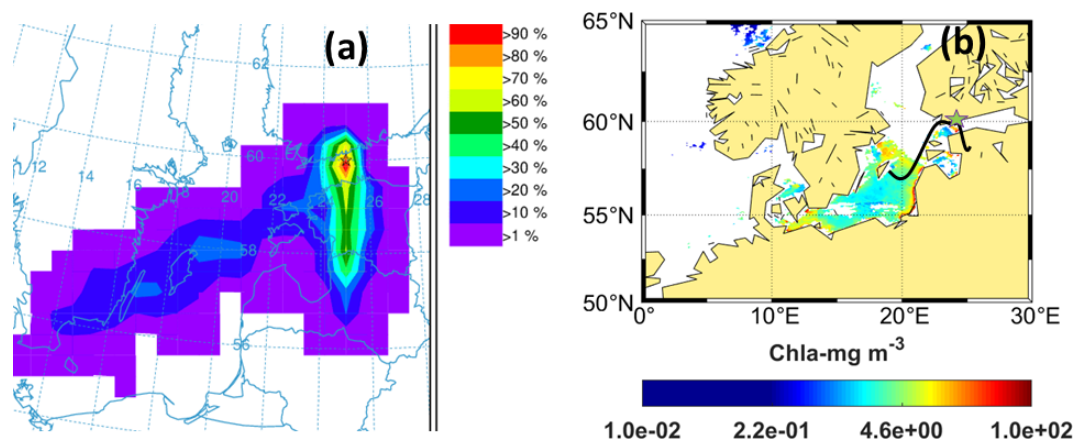 (a)
62
60
58
56
12
14
16
18
20
22
24
26
28
>90 %
>80 %
>70 %
>60 %
>50 %
>40 %
>30 %
>20 %
>10 %
>1 %
(b)
65°N
60°N
55°N
50°N
0° 10°E 20°E 30°E
Chla-mg m⁻³
1.0e-02 2.2e-01 4.6e+00 1.0e+02